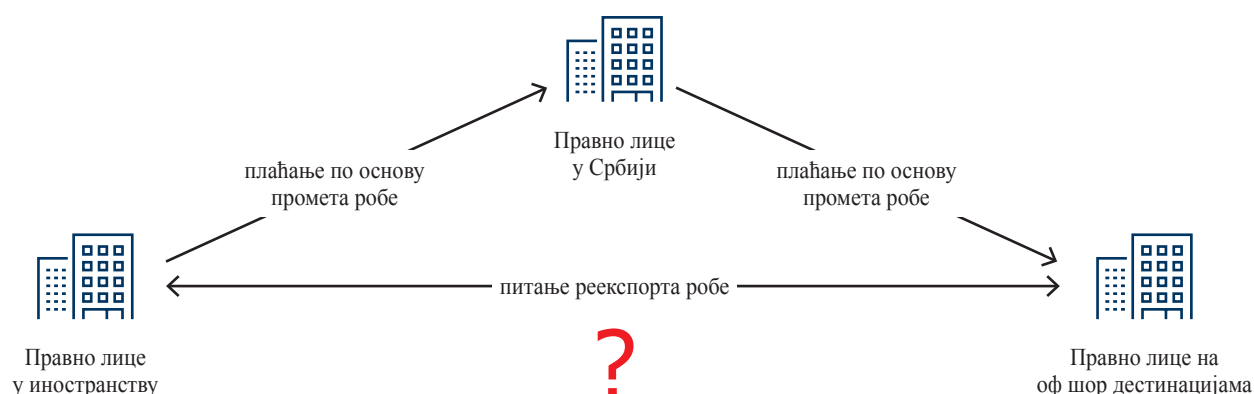 Правно лице
у Србији
плаћање по основу
промета робе
плаћање по основу
промета робе
питање реекспорта робе
?
Правно лице
у иностранству
Правно лице на
оф шор дестинацијама